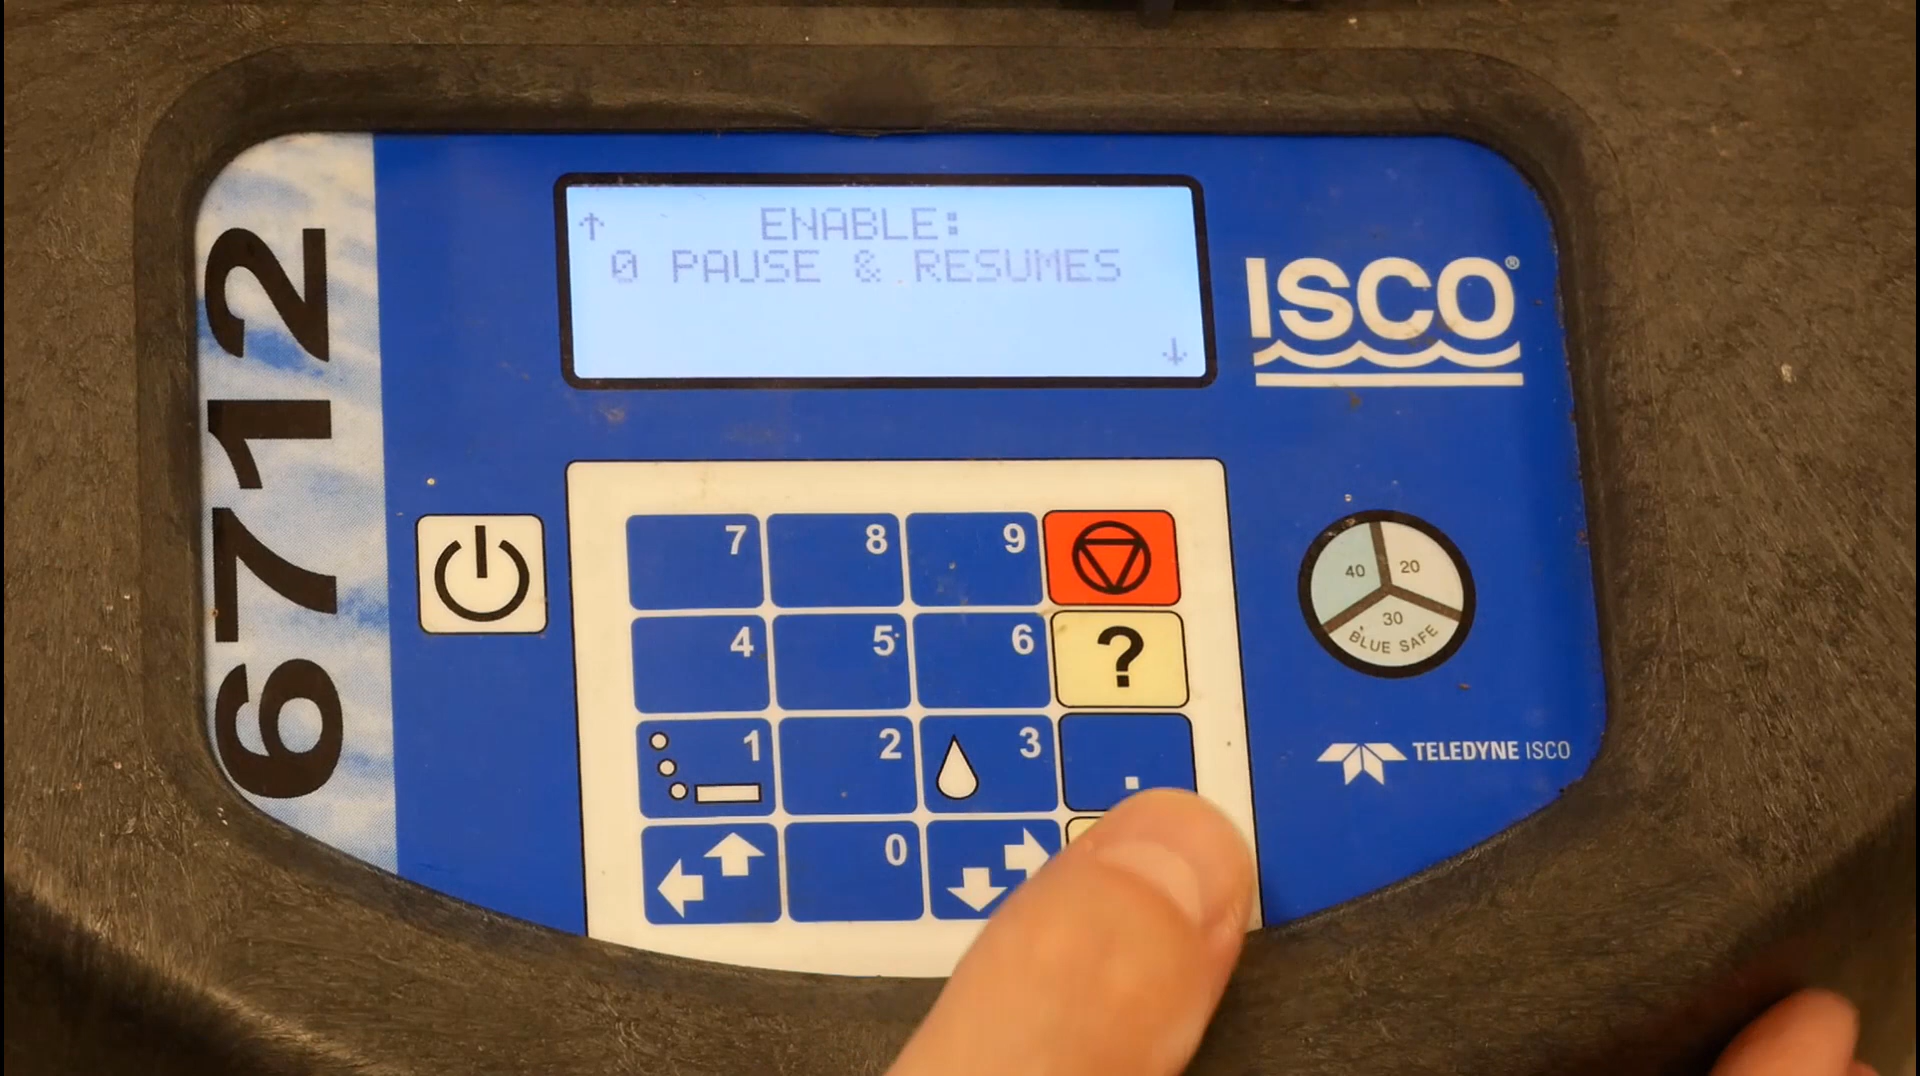 6712
↑ ENABLE:
0 PAUSE & RESUMES
↓
ISCO®
7 8 9
4 5 6 ?
1 2 3 .
0
40 20
30
BLUE SAFE
TELEDYNE ISCO